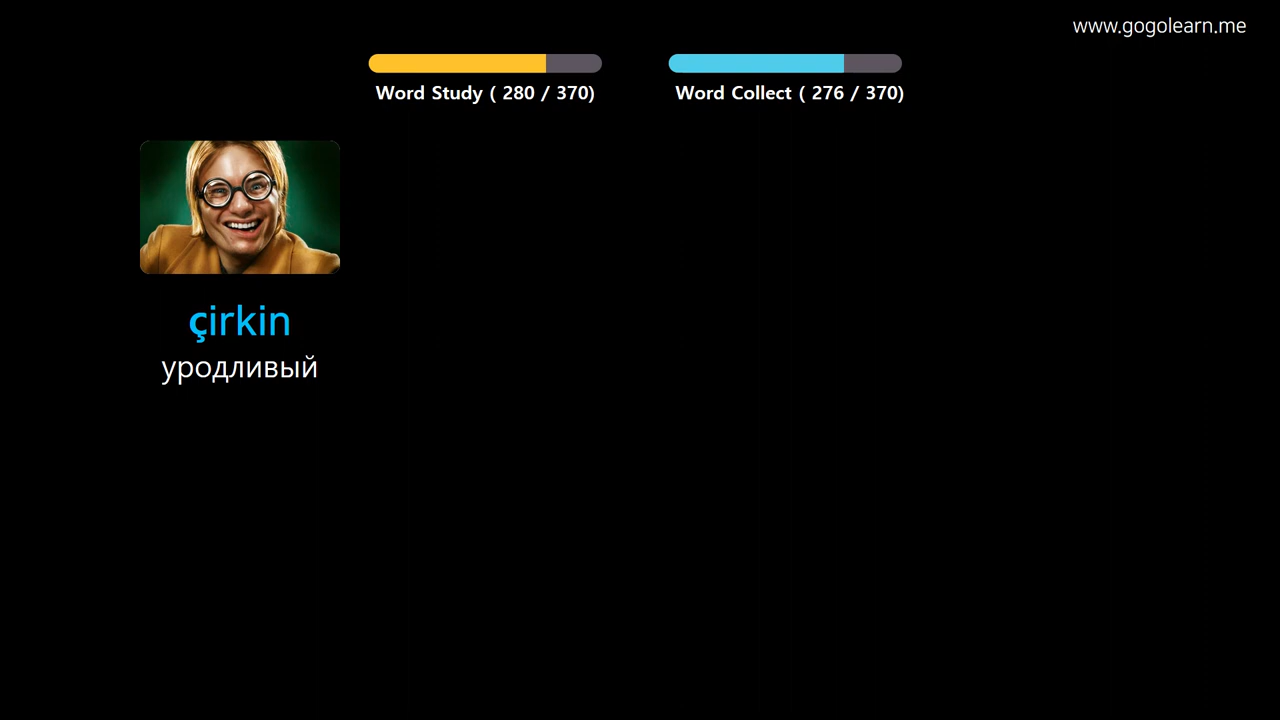 www.gogolearn.me
Word Study ( 280 / 370)
Word Collect ( 276 / 370)
çirkin
уродливый